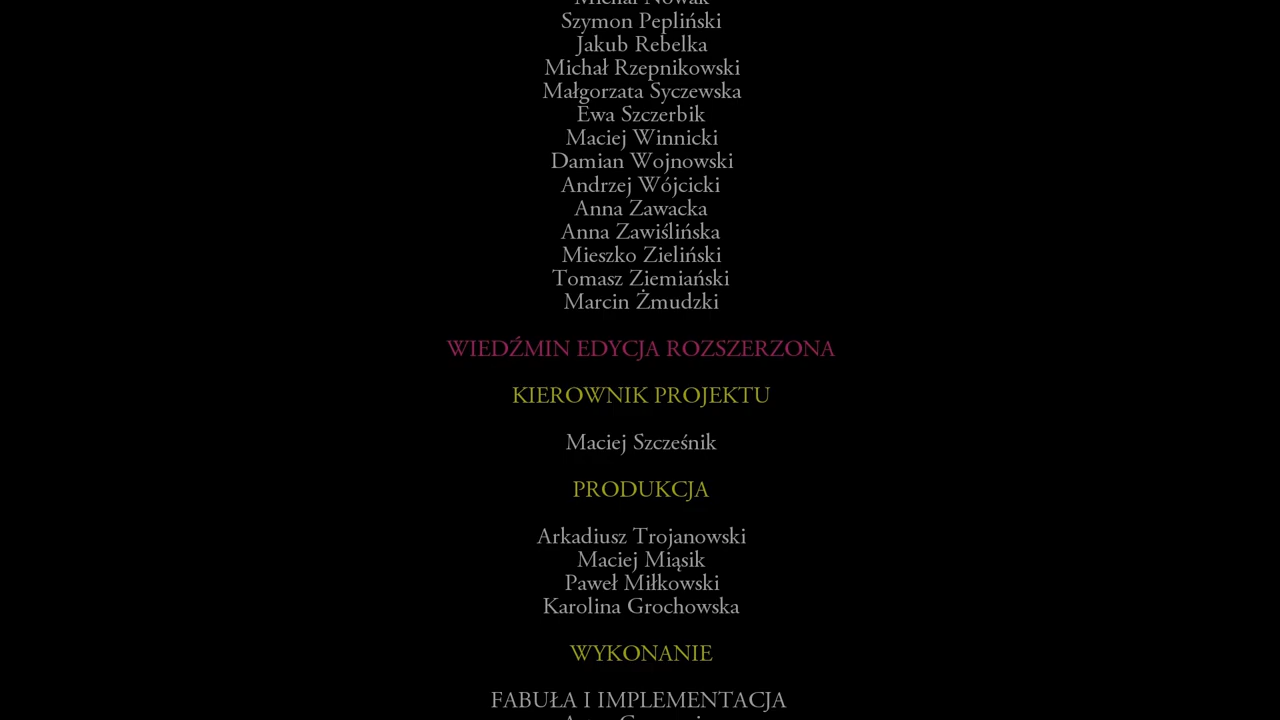 Michał Nowak
Szymon Pepliński
Jakub Rebelka
Michał Rzepnikowski
Małgorzata Syczewska
Ewa Szczerbik
Maciej Winnicki
Damian Wojnowski
Andrzej Wójcicki
Anna Zawacka
Anna Zawiślińska
Mieszko Zieliński
Tomasz Ziemiański
Marcin Żmudzki
WIEDŹMIN EDYCJA ROZSZERZONA
KIEROWNIK PROJEKTU
Maciej Szcześnik
PRODUKCJA
Arkadiusz Trojanowski
Maciej Miąsik
Paweł Miłkowski
Karolina Grochowska
WYKONANIE
FABUŁA I IMPLEMENTACJA